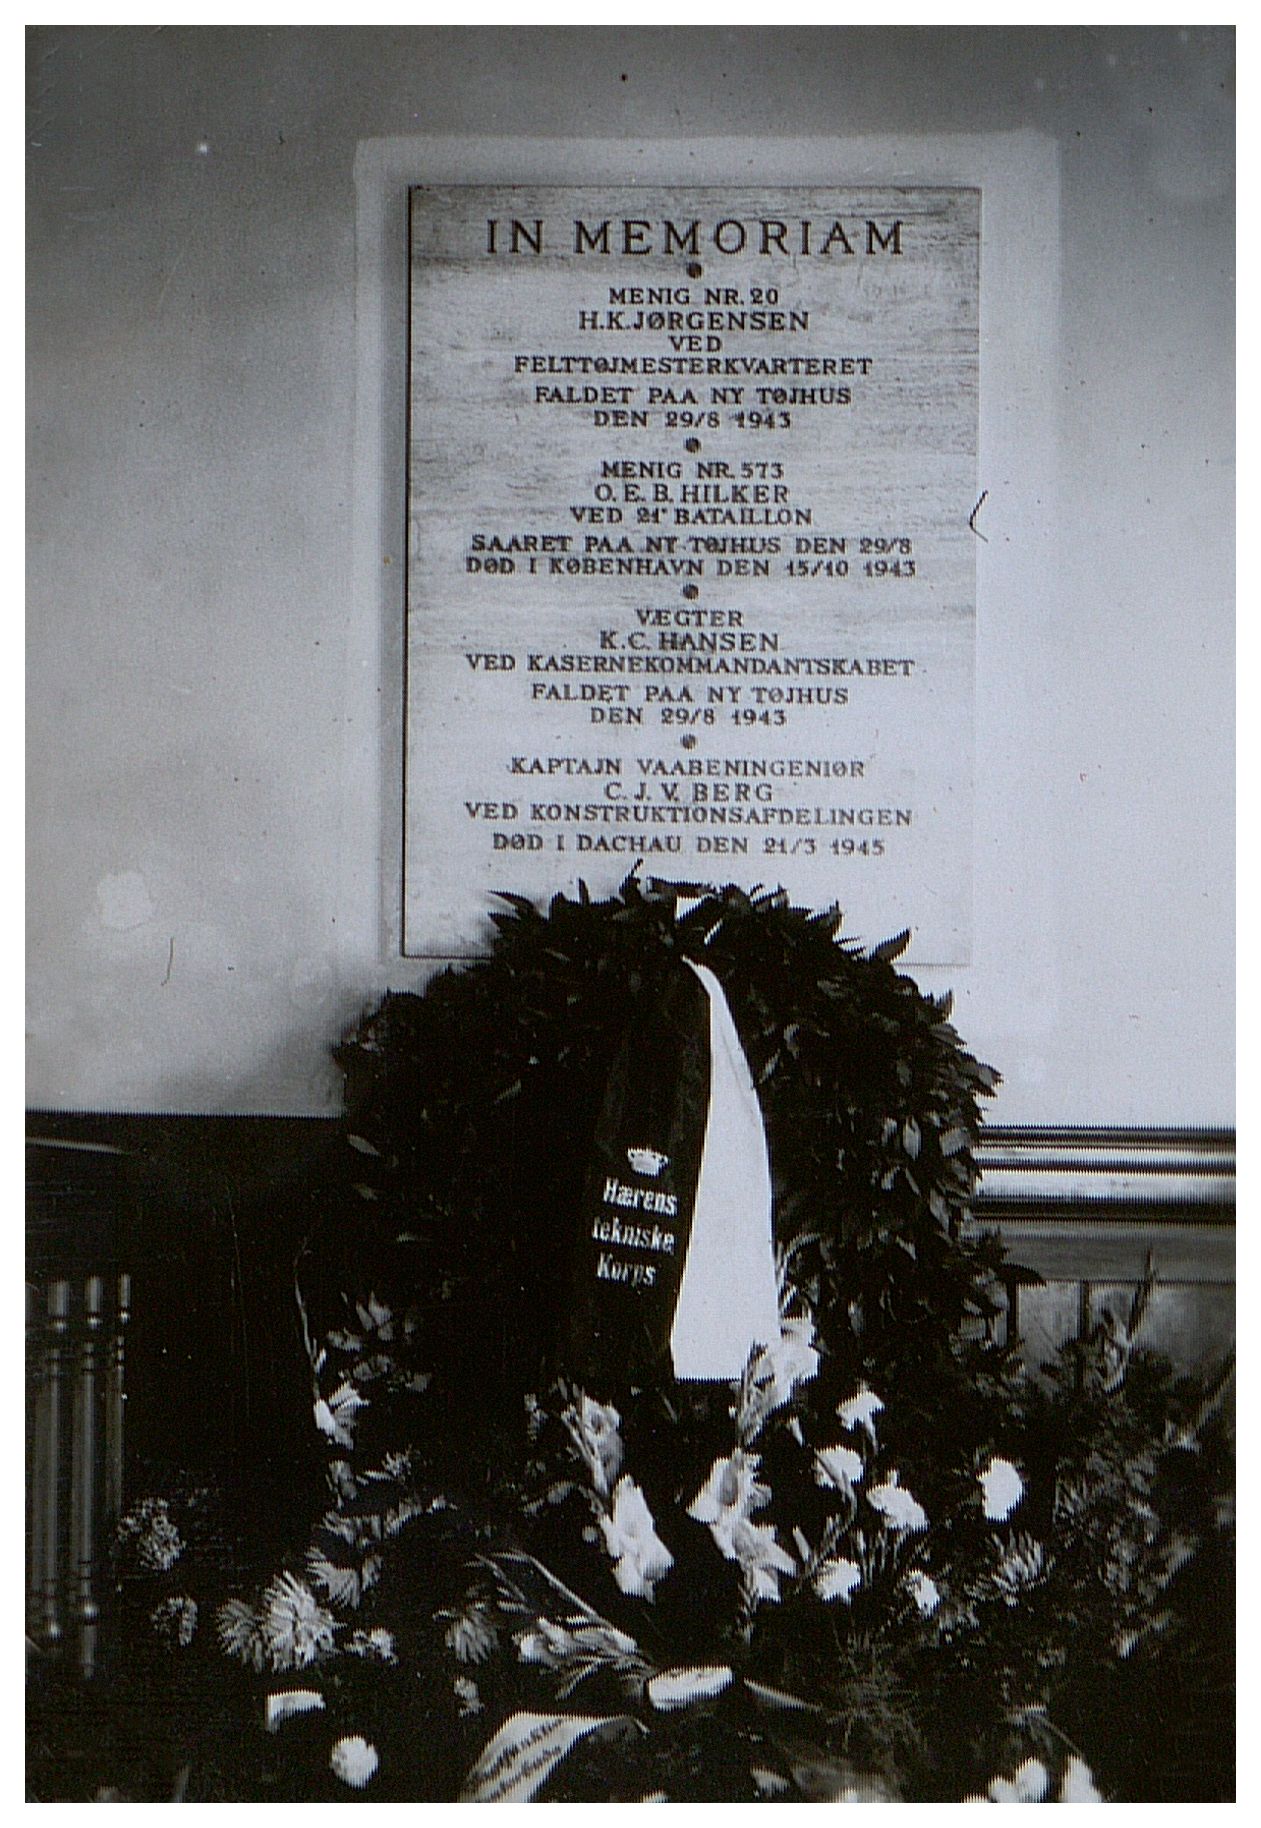 IN MEMORIAM
MENIG NR. 20
H.K.JØRGENSEN
VED
FELTTØJMESTERKVARTERET
FALDET PAA NY TØJHUS
DEN 29/8 1943
MENIG NR. 573
O. E. B. HILKER
VED 21' BATAILLON
SAARET PAA NY TØJHUS DEN 29/8
DØD I KØBENHAVN DEN 15/10 1943
VÆGTER
K.C. HANSEN
VED KASERNEKOMMANDANTSKABET
FALDET PAA NY TØJHUS
DEN 29/8 1943
KAPTAJN VAABENINGENIØR
C. J. V. BERG
VED KONSTRUKTIONSAFDELINGEN
DØD I DACHAU DEN 21/3 1945
Hærens
tekniske
Korps